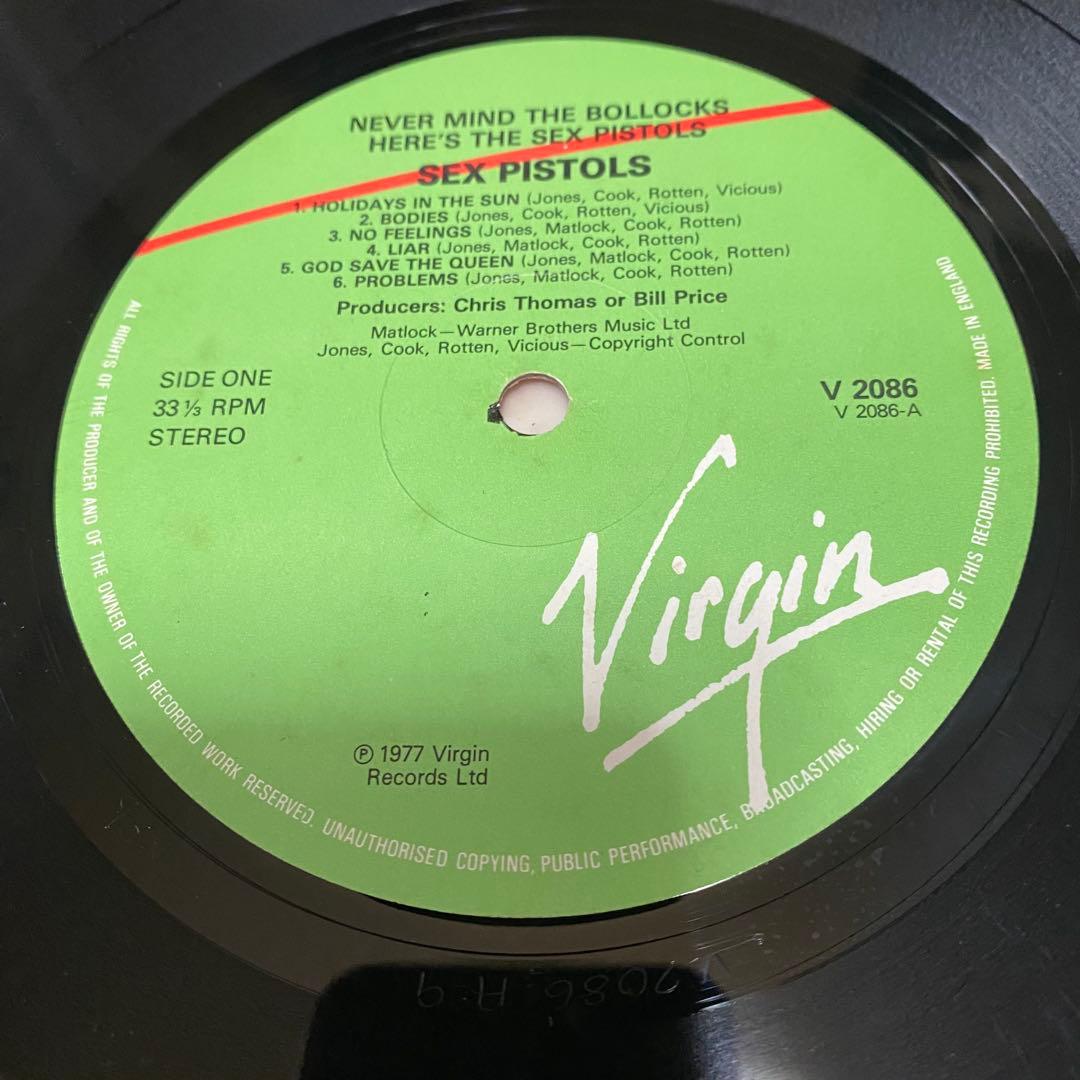 NEVER MIND THE BOLLOCKS
HERE'S THE SEX PISTOLS
SEX PISTOLS
1. HOLIDAYS IN THE SUN (Jones, Cook, Rotten, Vicious)
2. BODIES (Jones, Cook, Rotten, Vicious)
3. NO FEELINGS (Jones, Matlock, Cook, Rotten)
4. LIAR (Jones, Matlock, Cook, Rotten)
5. GOD SAVE THE QUEEN (Jones, Matlock, Cook, Rotten)
6. PROBLEMS (Jones, Matlock, Cook, Rotten)
Producers: Chris Thomas or Bill Price
Matlock—Warner Brothers Music Ltd
Jones, Cook, Rotten, Vicious—Copyright Control
SIDE ONE
33 ⅓ RPM
STEREO
V 2086
V 2086-A
Virgin
℗ 1977 Virgin
Records Ltd
ALL RIGHTS OF THE PRODUCER AND OF THE OWNER OF THE RECORDED WORK RESERVED. UNAUTHORISED COPYING, PUBLIC PERFORMANCE, BROADCASTING, HIRING OR RENTAL OF THIS RECORDING PROHIBITED. MADE IN ENGLAND
2086 A:9